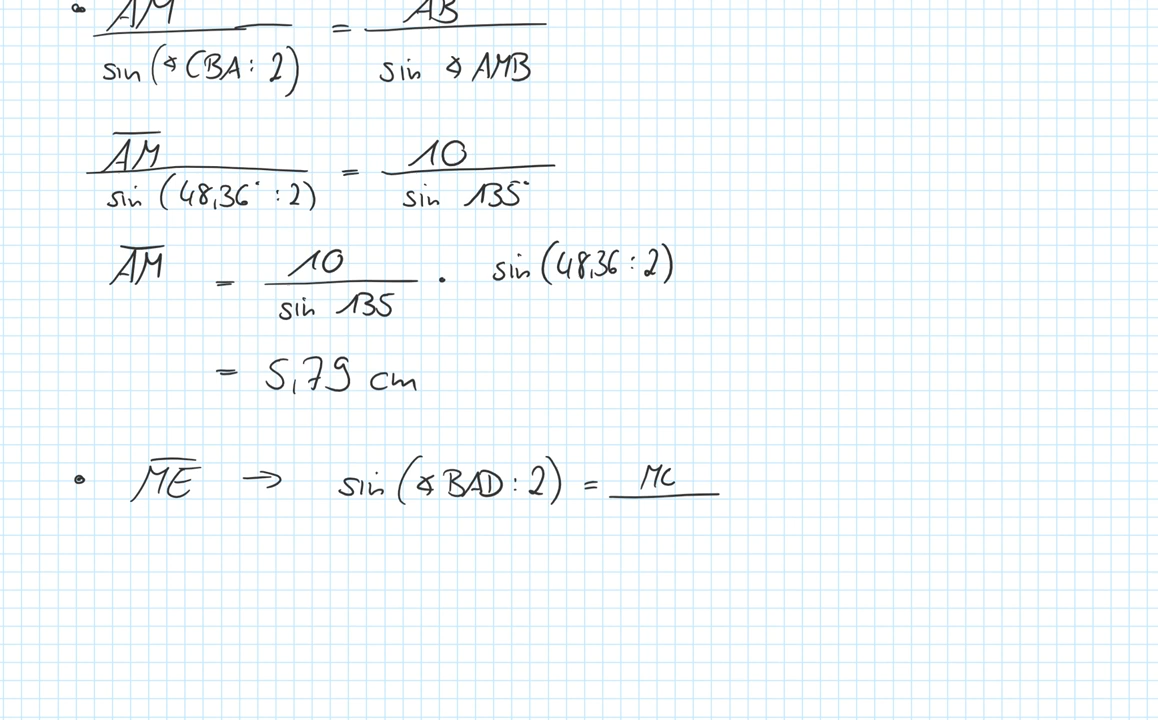 • AM / sin (∢CBA : 2) = AB / sin ∢ AMB
AM / sin (48,36° : 2) = 10 / sin 135°
AM = 10 / sin 135 · sin (48,36 : 2)
= 5,79 cm
• ME → sin (∢ BAD : 2) = MC